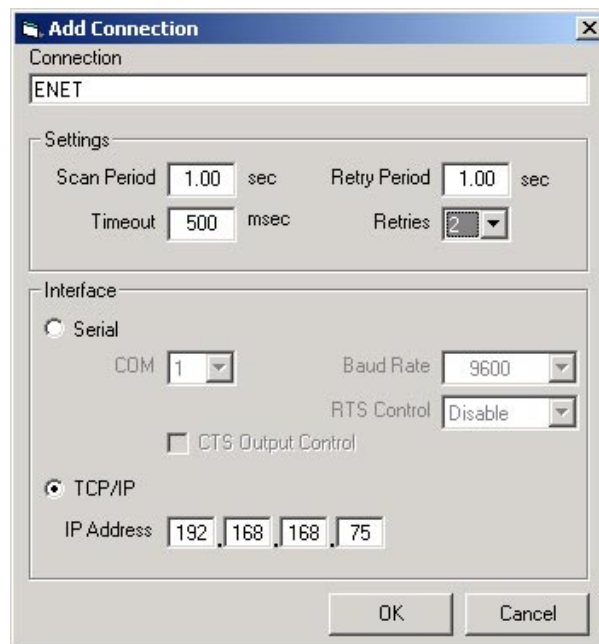 Add Connection
Connection
ENET
Settings
Scan Period 1.00 sec Retry Period 1.00 sec
Timeout 500 msec Retries 2
Interface
Serial
COM 1 Baud Rate 9600
RTS Control Disable
CTS Output Control
TCP/IP
IP Address 192 . 168 . 168 . 75
OK Cancel